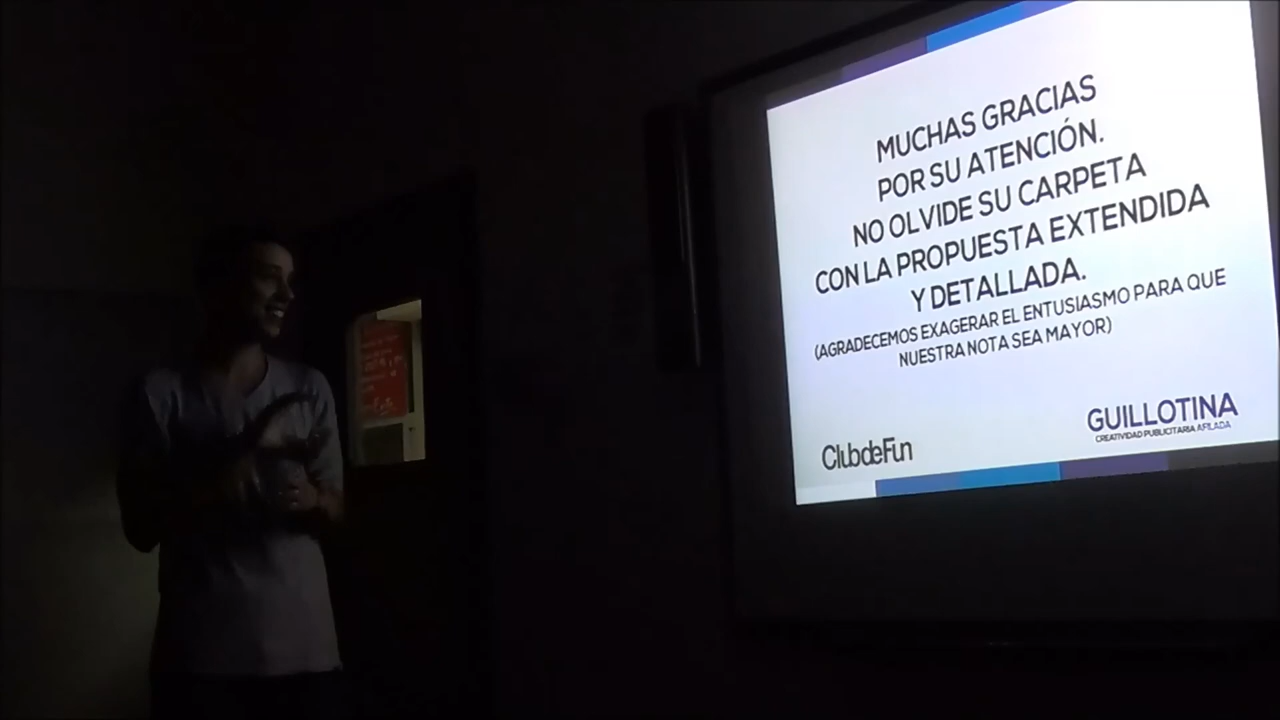 MUCHAS GRACIAS
POR SU ATENCIÓN.
NO OLVIDE SU CARPETA
CON LA PROPUESTA EXTENDIDA
Y DETALLADA.
(AGRADECEMOS EXAGERAR EL ENTUSIASMO PARA QUE
NUESTRA NOTA SEA MAYOR)
GUILLOTINA
CREATIVIDAD PUBLICITARIA AFILADA
ClubdeFun